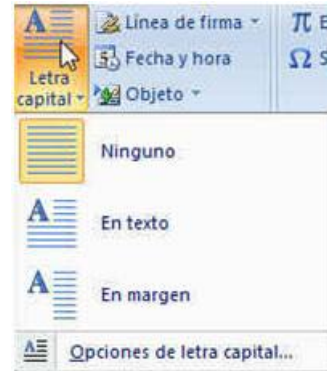 Línea de firma
π E
Fecha y hora
Ω S
Letra
capital
Objeto
Ninguno
En texto
En margen
Opciones de letra capital...